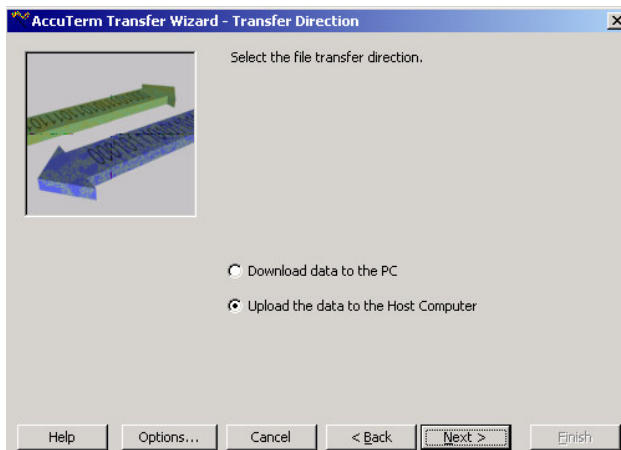 AccuTerm Transfer Wizard - Transfer Direction
Select the file transfer direction.
Download data to the PC
Upload the data to the Host Computer
Help Options... Cancel < Back Next > Finish